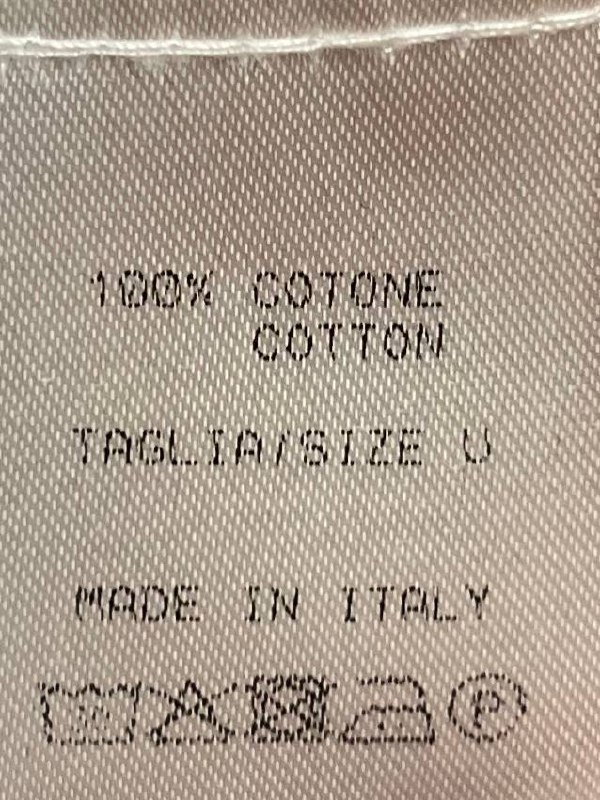 100% COTONE
COTTON
TAGLIA/SIZE U
MADE IN ITALY
P